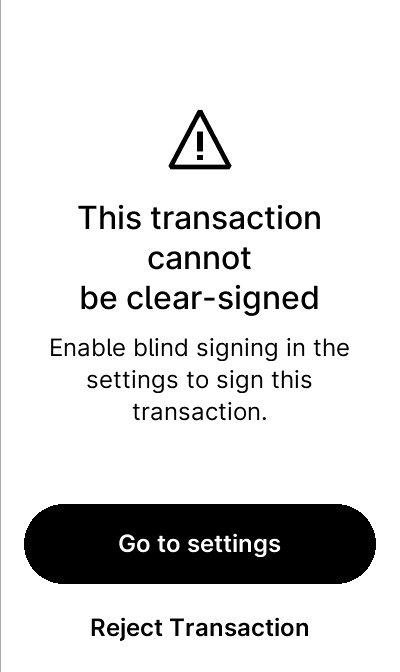 This transaction
cannot
be clear-signed
Enable blind signing in the
settings to sign this
transaction.
Go to settings
Reject Transaction